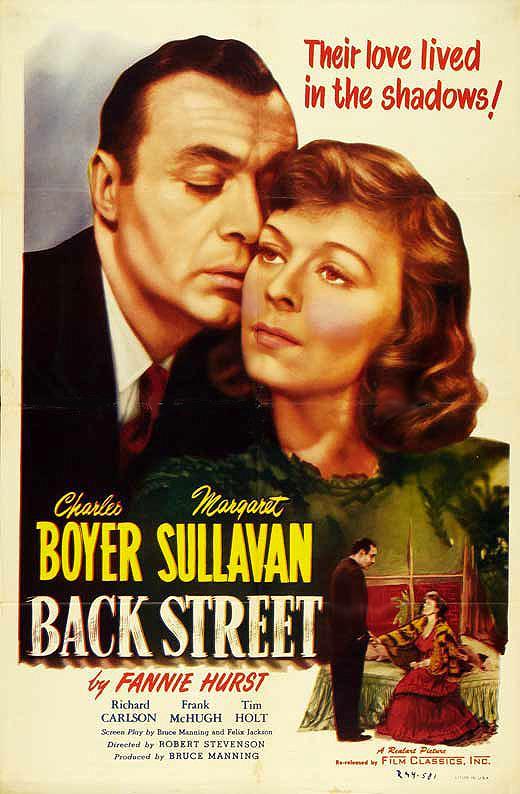 Their love lived
in the shadows!
Charles Margaret
BOYER SULLAVAN
BACK STREET
by FANNIE HURST
Richard Frank Tim
CARLSON McHUGH HOLT
Screen Play by Bruce Manning and Felix Jackson
Directed by ROBERT STEVENSON
Produced by BRUCE MANNING
A Realart Picture
Re-released by FILM CLASSICS, INC.
R44-581